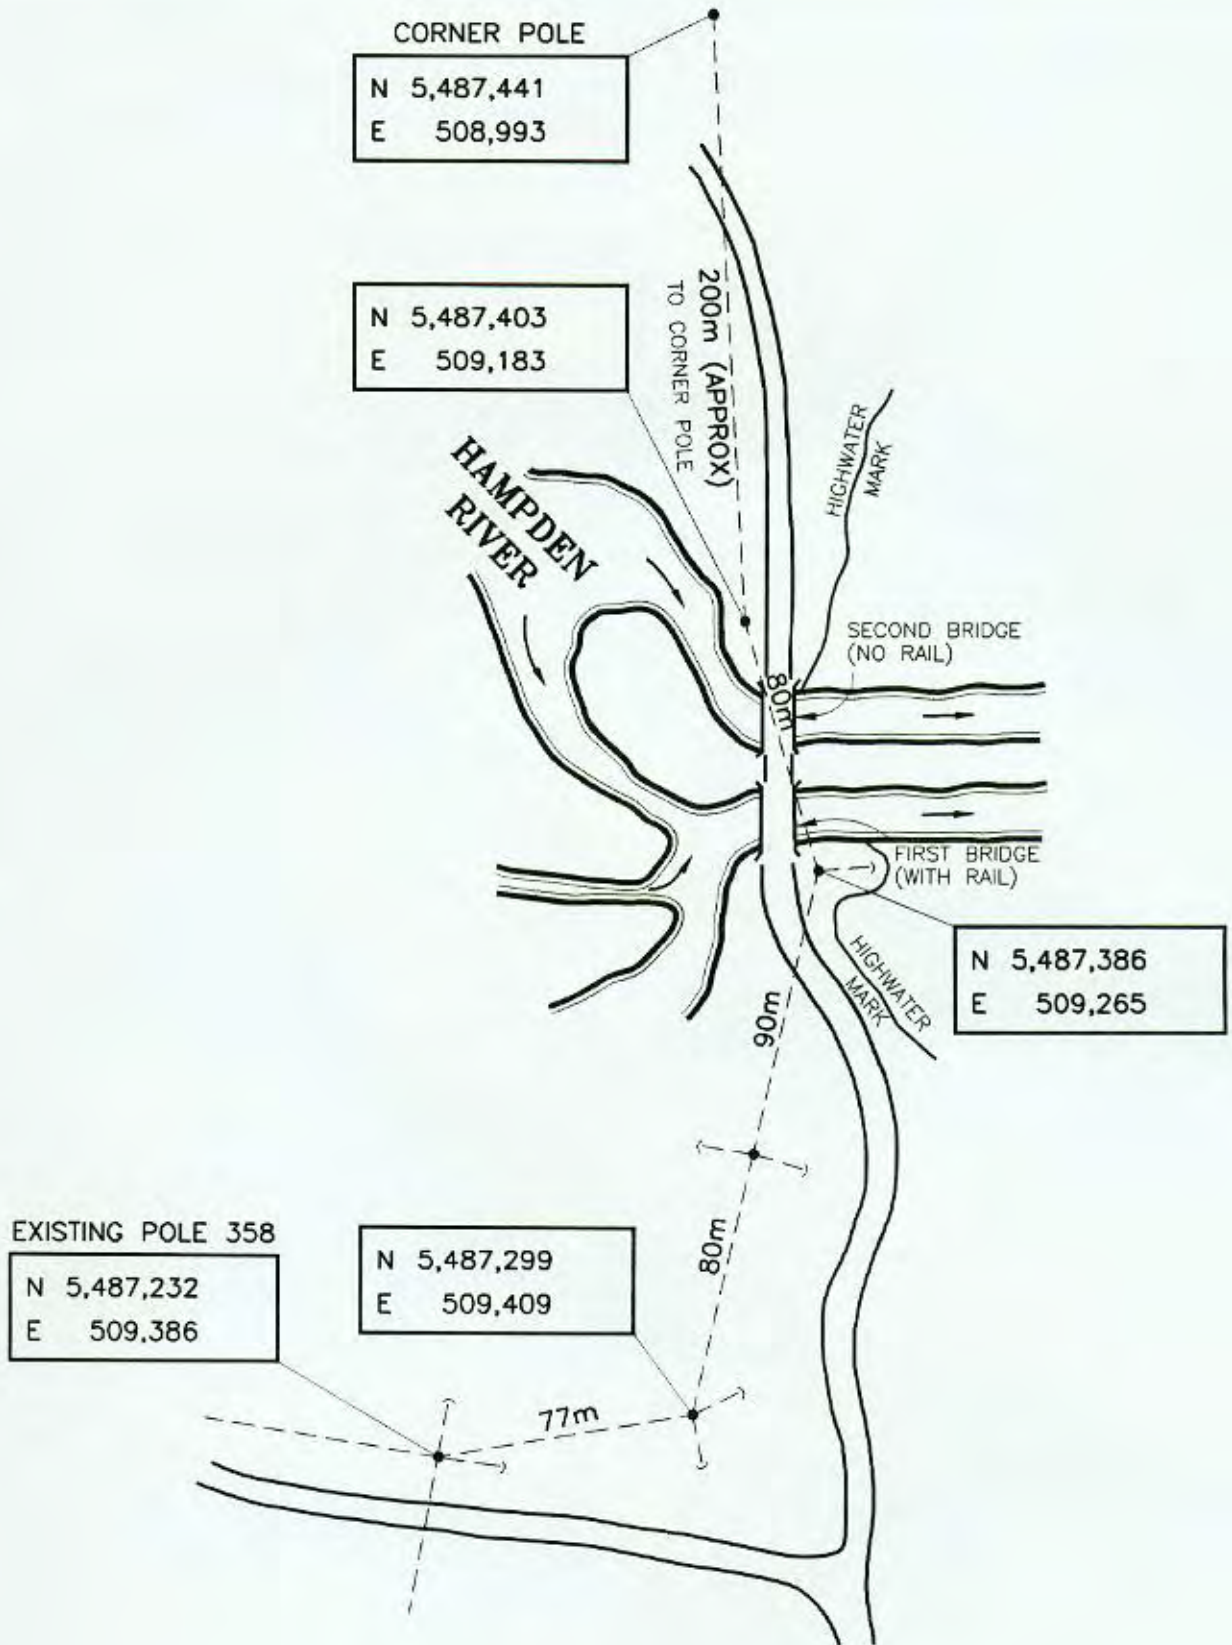 CORNER POLE
N 5,487,441
E 508,993
N 5,487,403
E 509,183
200m (APPROX)
TO CORNER POLE
HAMPDEN
RIVER
HIGHWATER
MARK
SECOND BRIDGE
(NO RAIL)
80m
FIRST BRIDGE
(WITH RAIL)
N 5,487,386
E 509,265
HIGHWATER
MARK
90m
EXISTING POLE 358
N 5,487,232
E 509,386
N 5,487,299
E 509,409
80m
77m